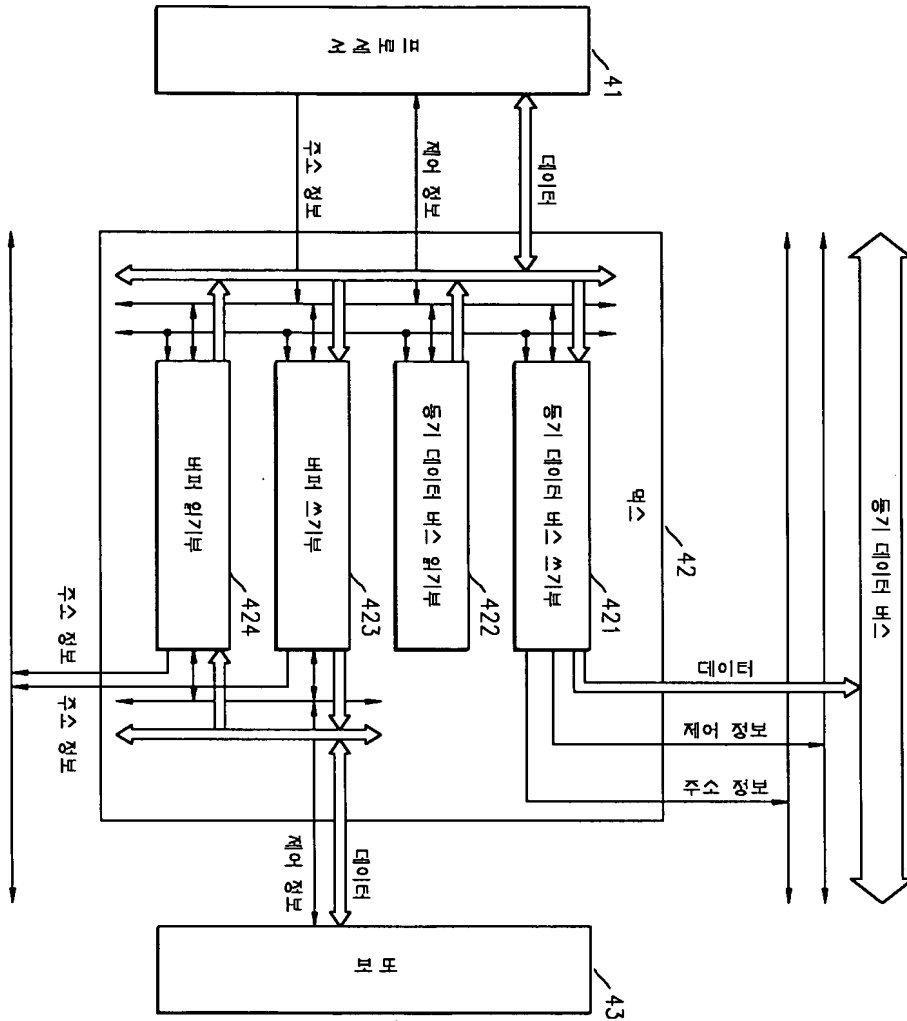 프로세서
41
주소 정보
제어 정보
데이터
동기 데이터 버스
먹스
42
버퍼 읽기부
424
버퍼 쓰기부
423
동기 데이터 버스 읽기부
422
동기 데이터 버스 쓰기부
421
주소 정보
주소 정보
데이터
제어 정보
주소 정보
제어 정보
데이터
43